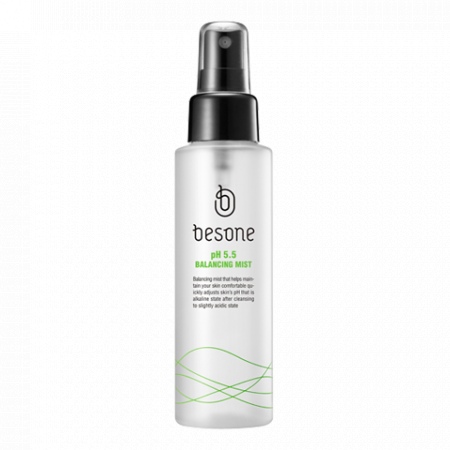 besone
pH 5.5
BALANCING MIST
Balancing mist that helps main-
tain your skin comfortable qu-
ickly adjusts skin's pH that is
alkaline state after cleansing
to slightly acidic state